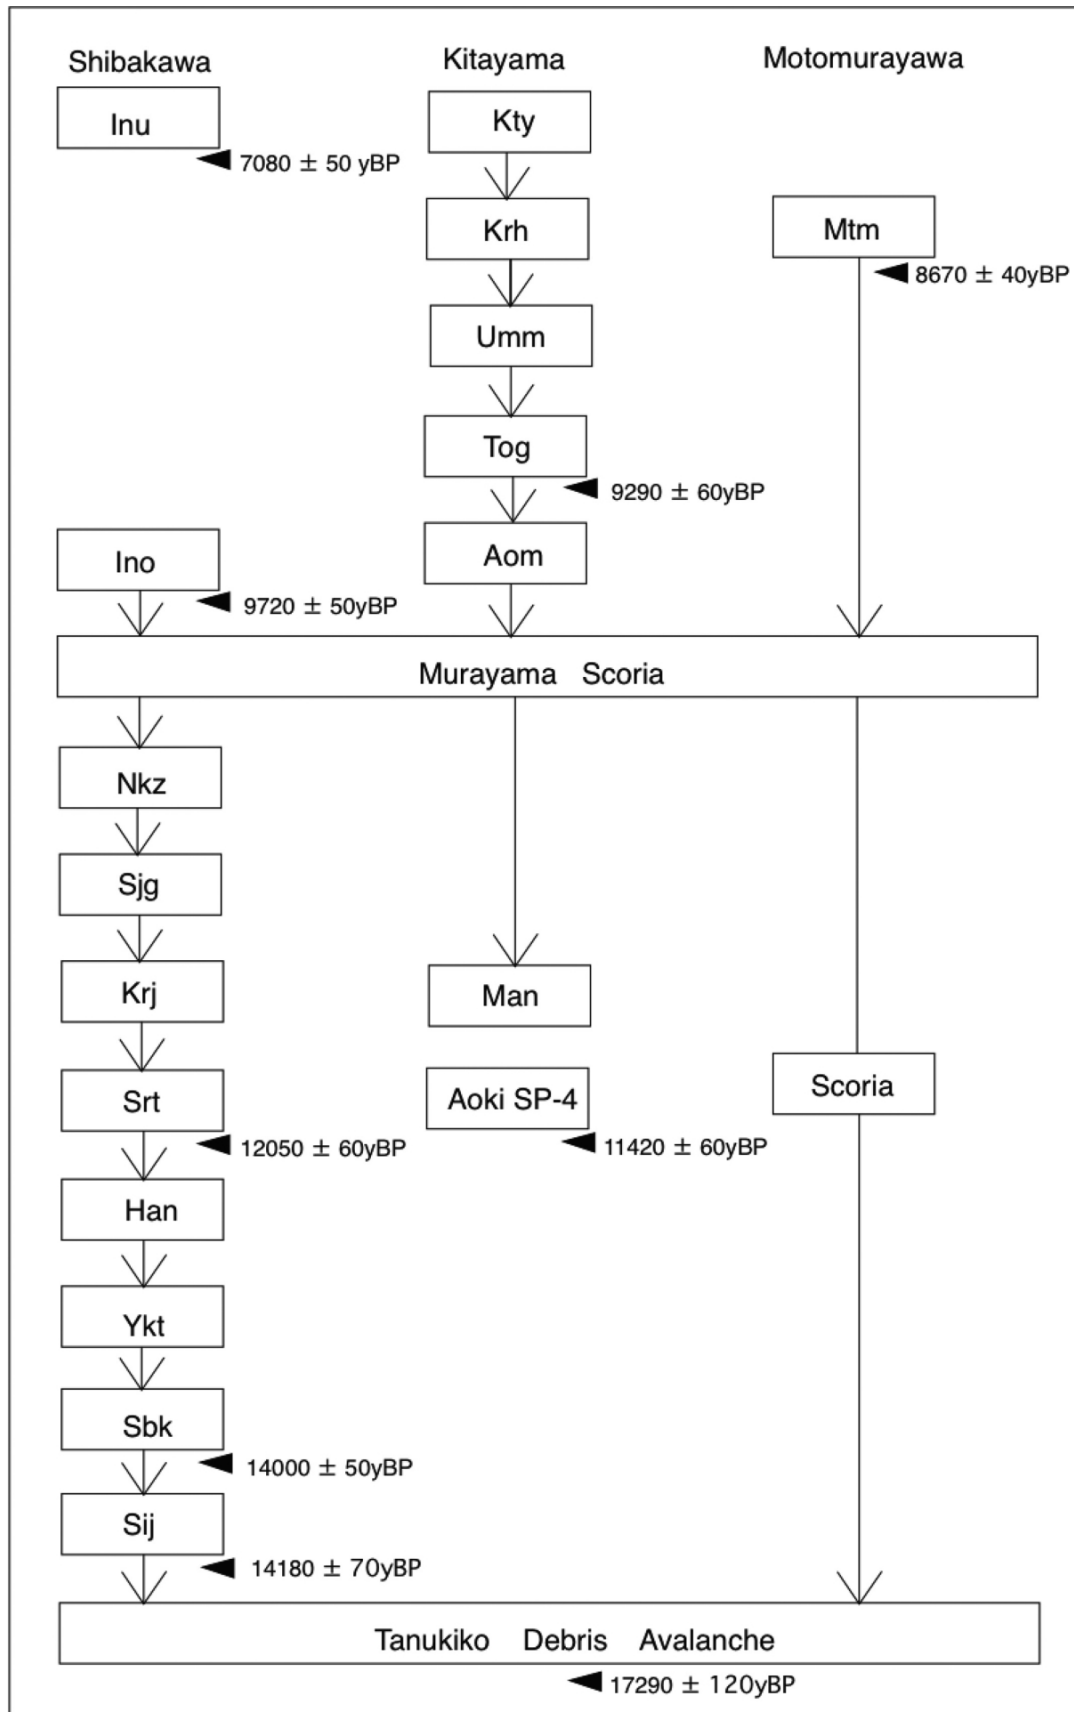 Shibakawa
Kitayama
Motomurayawa
Inu
Kty
7080 ± 50 yBP
Krh
Mtm
8670 ± 40yBP
Umm
Tog
9290 ± 60yBP
Ino
Aom
9720 ± 50yBP
Murayama Scoria
Nkz
Sjg
Krj
Man
Srt
Aoki SP-4
Scoria
12050 ± 60yBP
11420 ± 60yBP
Han
Ykt
Sbk
14000 ± 50yBP
Sij
14180 ± 70yBP
Tanukiko Debris Avalanche
17290 ± 120yBP